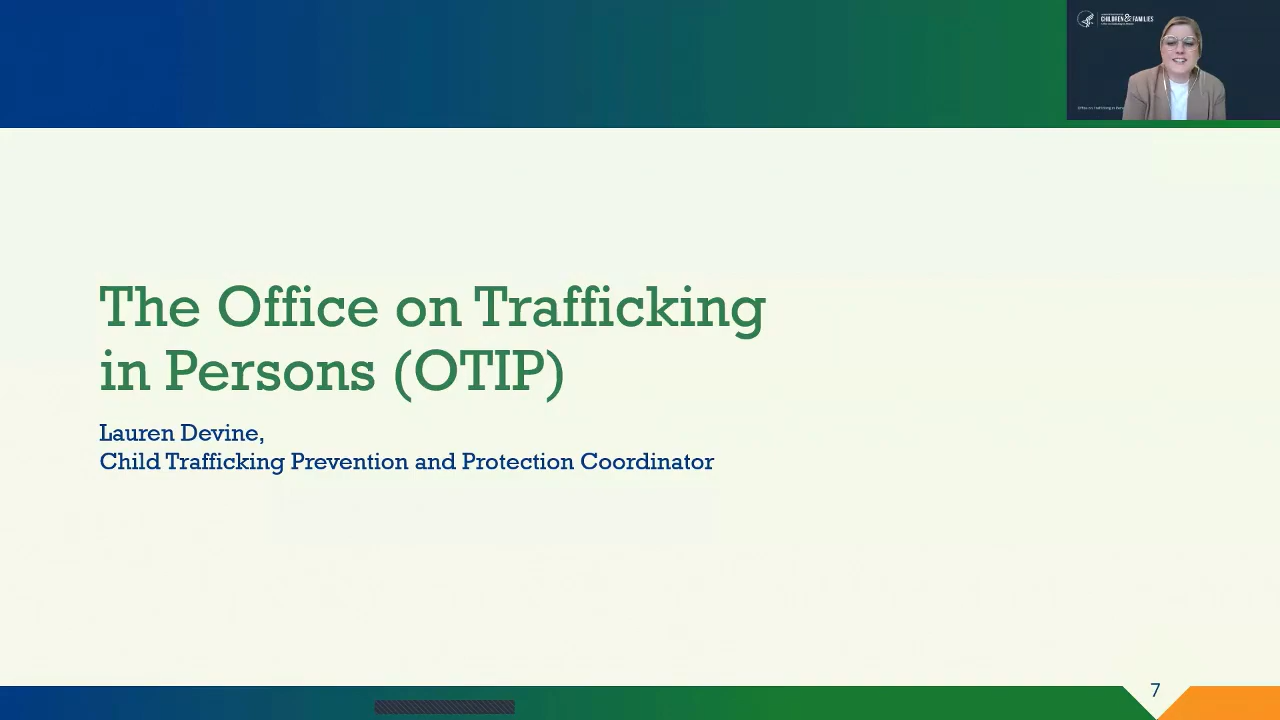 CHILDREN & FAMILIES
The Office on Trafficking
in Persons (OTIP)
Lauren Devine,
Child Trafficking Prevention and Protection Coordinator
7